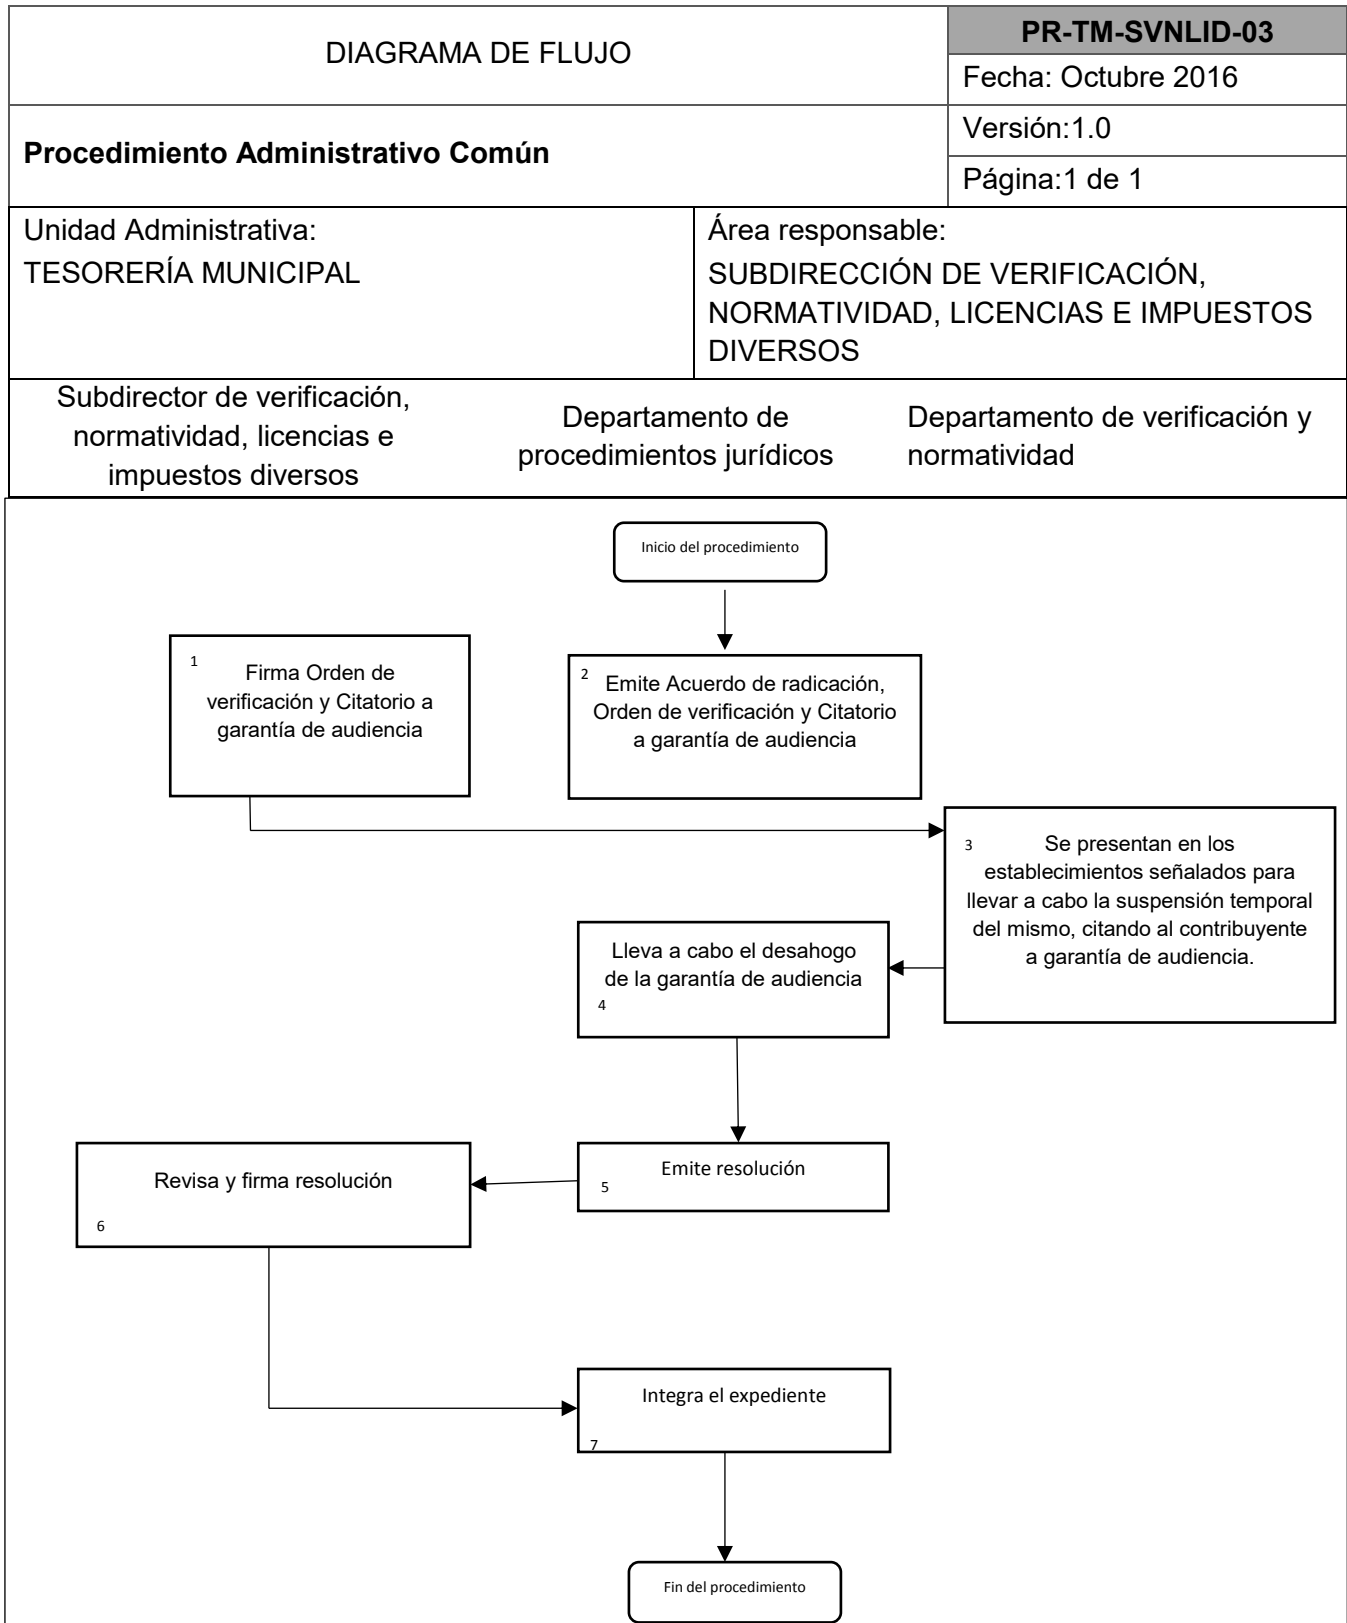 DIAGRAMA DE FLUJO
PR-TM-SVNLID-03
Fecha: Octubre 2016
Procedimiento Administrativo Común
Versión:1.0
Página:1 de 1
Unidad Administrativa:
TESORERÍA MUNICIPAL
Área responsable:
SUBDIRECCIÓN DE VERIFICACIÓN,
NORMATIVIDAD, LICENCIAS E IMPUESTOS
DIVERSOS
Subdirector de verificación,
normatividad, licencias e
impuestos diversos
Departamento de
procedimientos jurídicos
Departamento de verificación y
normatividad
Inicio del procedimiento
1
Firma Orden de
verificación y Citatorio a
garantía de audiencia
2
Emite Acuerdo de radicación,
Orden de verificación y Citatorio
a garantía de audiencia
3
Se presentan en los
establecimientos señalados para
llevar a cabo la suspensión temporal
del mismo, citando al contribuyente
a garantía de audiencia.
Lleva a cabo el desahogo
de la garantía de audiencia
4
Emite resolución
5
Revisa y firma resolución
6
Integra el expediente
7
Fin del procedimiento